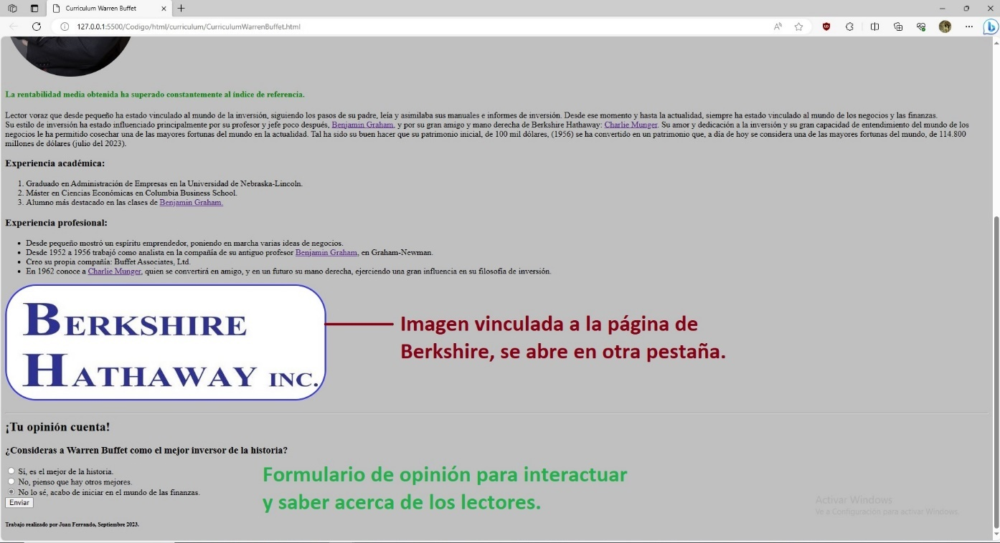 Curriculum Warren Buffet
127.0.0.1:5500/Codigo/html/curriculum/CurriculumWarrenBuffet.html
La rentabilidad media obtenida ha superado constantemente al índice de referencia.
Lector voraz que desde pequeño ha estado vinculado al mundo de la inversión, siguiendo los pasos de su padre, leía y asimilaba sus manuales e informes de inversión. Desde ese momento y hasta la actualidad, siempre ha estado vinculado al mundo de los negocios y las finanzas.
Su estilo de inversión ha estado influenciado principalmente por su profesor y jefe poco después, Benjamin Graham, y por su gran amigo y mano derecha de Berkshire Hathaway: Charlie Munger. Su amor y dedicación a la inversión y su gran capacidad de entendimiento del mundo de los
negocios le ha permitido cosechar una de las mayores fortunas del mundo en la actualidad. Tal ha sido su buen hacer que su patrimonio inicial, de 100 mil dólares, (1956) se ha convertido en un patrimonio que, a día de hoy se considera una de las mayores fortunas del mundo, de 114.800
millones de dólares (julio del 2023).
Experiencia académica:
1. Graduado en Administración de Empresas en la Universidad de Nebraska-Lincoln.
2. Máster en Ciencias Económicas en Columbia Business School.
3. Alumno más destacado en las clases de Benjamin Graham.
Experiencia profesional:
• Desde pequeño mostró un espíritu emprendedor, poniendo en marcha varias ideas de negocios.
• Desde 1952 a 1956 trabajó como analista en la compañía de su antiguo profesor Benjamin Graham, en Graham-Newman.
• Creo su propia compañía: Buffet Associates, Ltd.
• En 1962 conoce a Charlie Munger, quien se convertirá en amigo, y en un futuro su mano derecha, ejerciendo una gran influencia en su filosofía de inversión.
BERKSHIRE
HATHAWAY INC.
Imagen vinculada a la página de
Berkshire, se abre en otra pestaña.
¡Tu opinión cuenta!
¿Consideras a Warren Buffet como el mejor inversor de la historia?
Sí, es el mejor de la historia.
No, pienso que hay otros mejores.
No lo sé, acabo de iniciar en el mundo de las finanzas.
Enviar
Formulario de opinión para interactuar
y saber acerca de los lectores.
Activar Windows
Ve a Configuración para activar Windows.
Trabajo realizado por Juan Ferrando, Septiembre 2023.